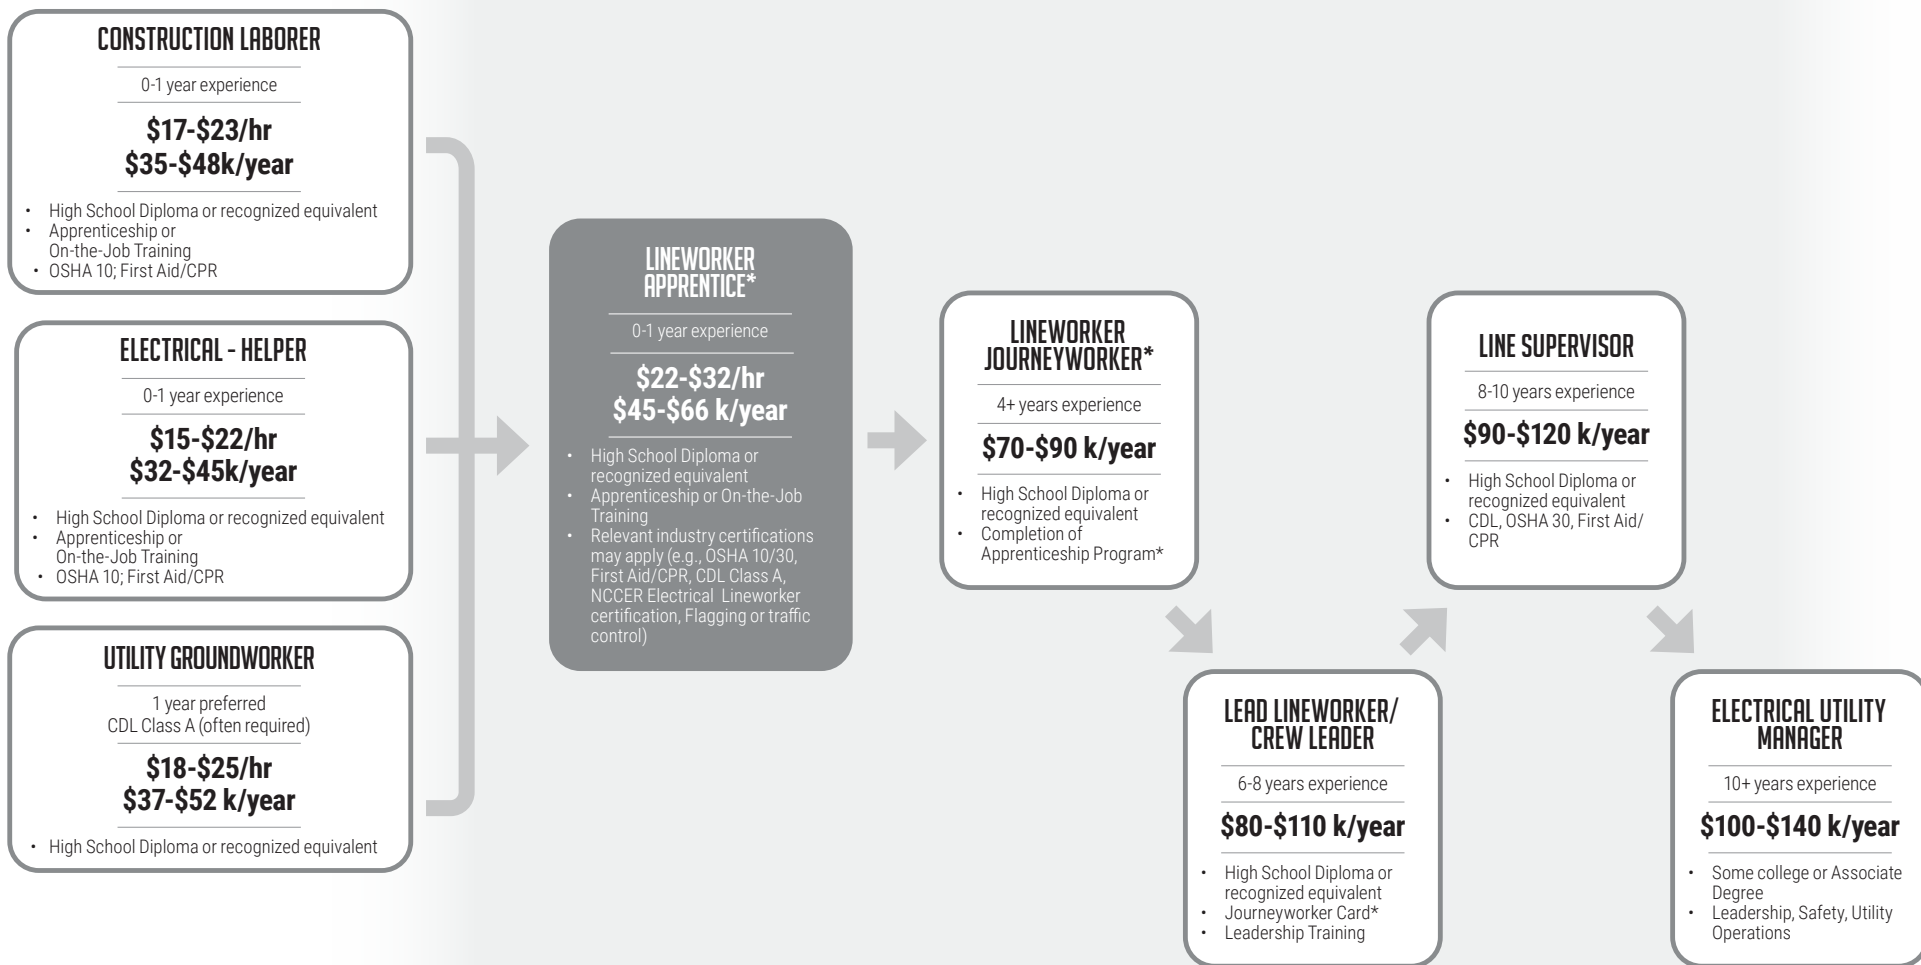 CONSTRUCTION LABORER
0-1 year experience
$17-$23/hr
$35-$48k/year
• High School Diploma or recognized equivalent
• Apprenticeship or
On-the-Job Training
• OSHA 10; First Aid/CPR
ELECTRICAL - HELPER
0-1 year experience
$15-$22/hr
$32-$45k/year
• High School Diploma or recognized equivalent
• Apprenticeship or
On-the-Job Training
• OSHA 10; First Aid/CPR
UTILITY GROUNDWORKER
1 year preferred
CDL Class A (often required)
$18-$25/hr
$37-$52 k/year
• High School Diploma or recognized equivalent
LINEWORKER
APPRENTICE*
0-1 year experience
$22-$32/hr
$45-$66 k/year
• High School Diploma or
recognized equivalent
• Apprenticeship or On-the-Job
Training
• Relevant industry certifications
may apply (e.g., OSHA 10/30,
First Aid/CPR, CDL Class A,
NCCER Electrical Lineworker
certification, Flagging or traffic
control)
LINEWORKER
JOURNEYWORKER*
4+ years experience
$70-$90 k/year
• High School Diploma or
recognized equivalent
• Completion of
Apprenticeship Program*
LEAD LINEWORKER/
CREW LEADER
6-8 years experience
$80-$110 k/year
• High School Diploma or
recognized equivalent
• Journeyworker Card*
• Leadership Training
LINE SUPERVISOR
8-10 years experience
$90-$120 k/year
• High School Diploma or
recognized equivalent
• CDL, OSHA 30, First Aid/
CPR
ELECTRICAL UTILITY
MANAGER
10+ years experience
$100-$140 k/year
• Some college or Associate
Degree
• Leadership, Safety, Utility
Operations